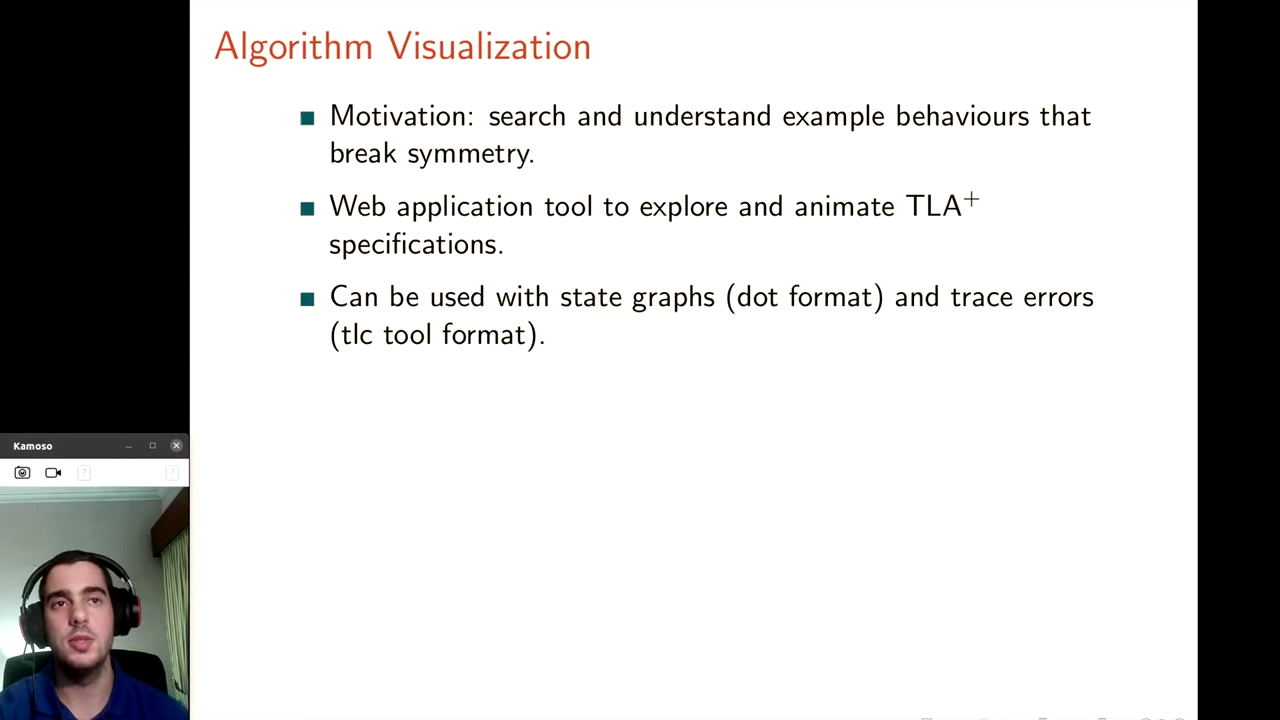 Algorithm Visualization
Motivation: search and understand example behaviours that
break symmetry.
Web application tool to explore and animate TLA+
specifications.
Can be used with state graphs (dot format) and trace errors
(tlc tool format).
Kamoso